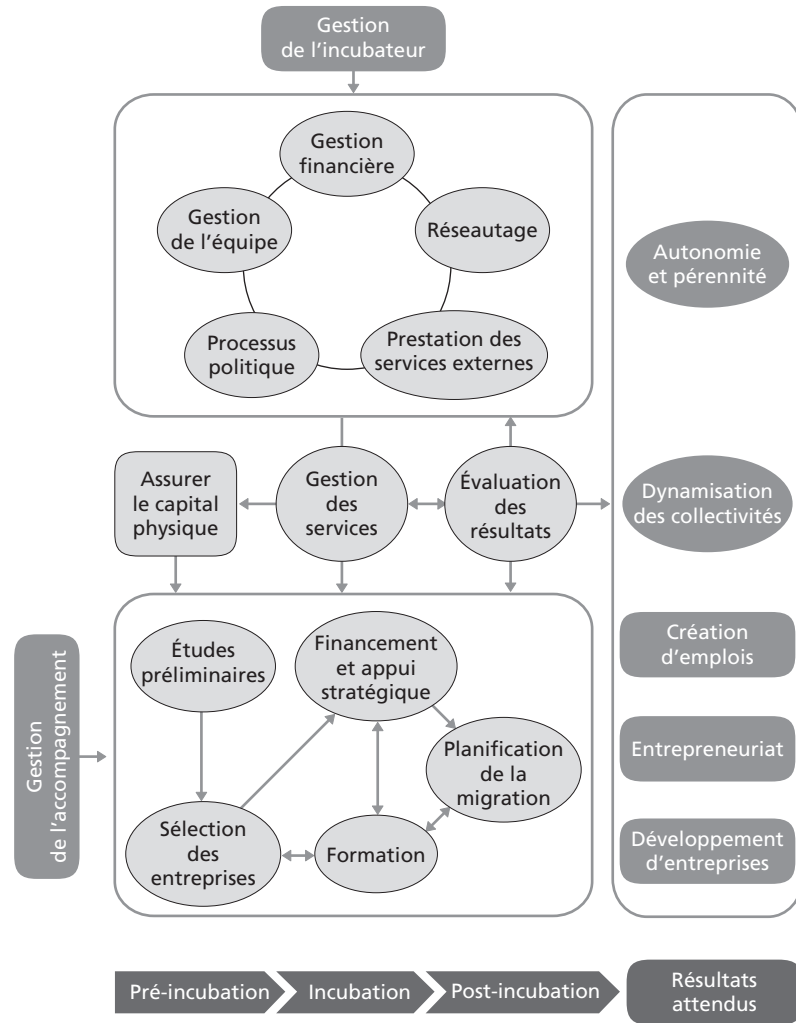 Gestion
de l’incubateur
Gestion
financière
Gestion
de l’équipe
Réseautage
Processus
politique
Prestation des
services externes
Autonomie
et pérennité
Assurer
le capital
physique
Gestion
des
services
Évaluation
des
résultats
Dynamisation
des collectivités
Gestion
de l’accompagnement
Études
préliminaires
Financement
et appui
stratégique
Planification
de la
migration
Sélection
des
entreprises
Formation
Création
d’emplois
Entrepreneuriat
Développement
d’entreprises
Pré-incubation
Incubation
Post-incubation
Résultats
attendus